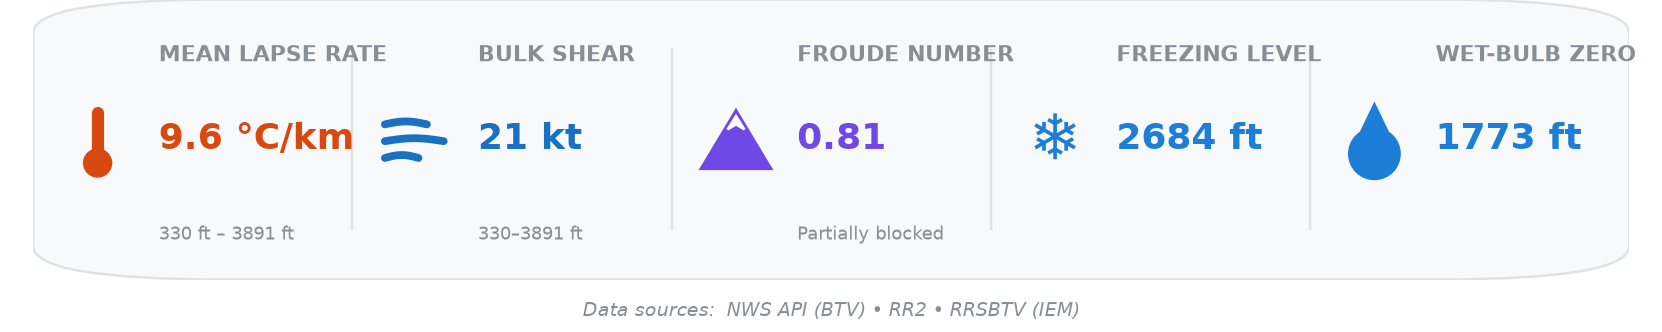 MEAN LAPSE RATE BULK SHEAR FROUDE NUMBER FREEZING LEVEL WET-BULB ZERO
9.6 °C/km 21 kt 0.81 2684 ft 1773 ft
330 ft – 3891 ft 330–3891 ft Partially blocked
Data sources: NWS API (BTV) • RR2 • RRSBTV (IEM)